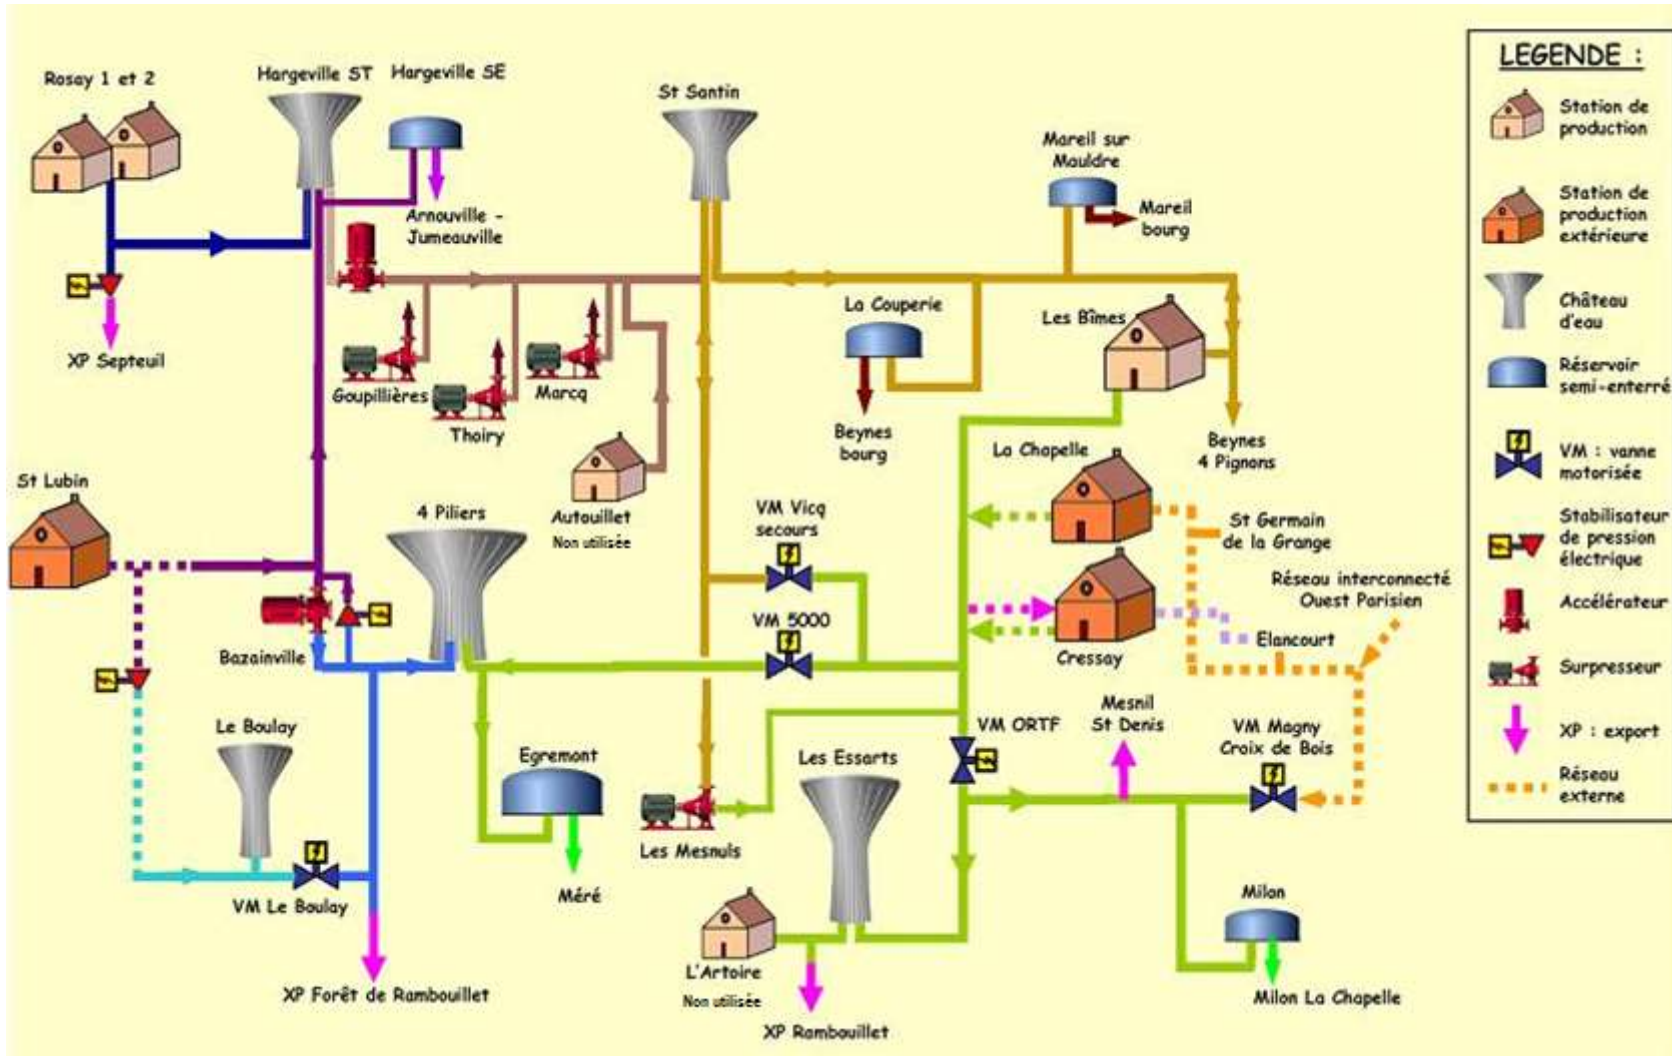 Rosay 1 et 2
Hargeville ST
Hargeville SE
St Santin
Mareil sur
Mauldre
Mareil
bourg
Arnouville -
Jumeauville
XP Septeuil
La Couperie
Les Bîmes
Goupillières
Thoiry
Marcq
Beynes
bourg
Beynes
4 Pignons
St Lubin
4 Piliers
Autouillet
Non utilisée
VM Vicq
secours
La Chapelle
St Germain
de la Grange
Réseau interconnecté
Ouest Parisien
VM 5000
Bazainville
Cressay
Elancourt
Le Boulay
Egremont
Les Essarts
VM ORTF
Mesnil
St Denis
VM Magny
Croix de Bois
Les Mesnuls
VM Le Boulay
Méré
Milon
L'Artoire
Non utilisée
XP Forêt de Rambouillet
XP Rambouillet
Milon La Chapelle
LEGENDE :
Station de
production
Station de
production
extérieure
Château
d'eau
Réservoir
semi-enterré
VM : vanne
motorisée
Stabilisateur
de pression
électrique
Accélérateur
Surpresseur
XP : export
Réseau
externe